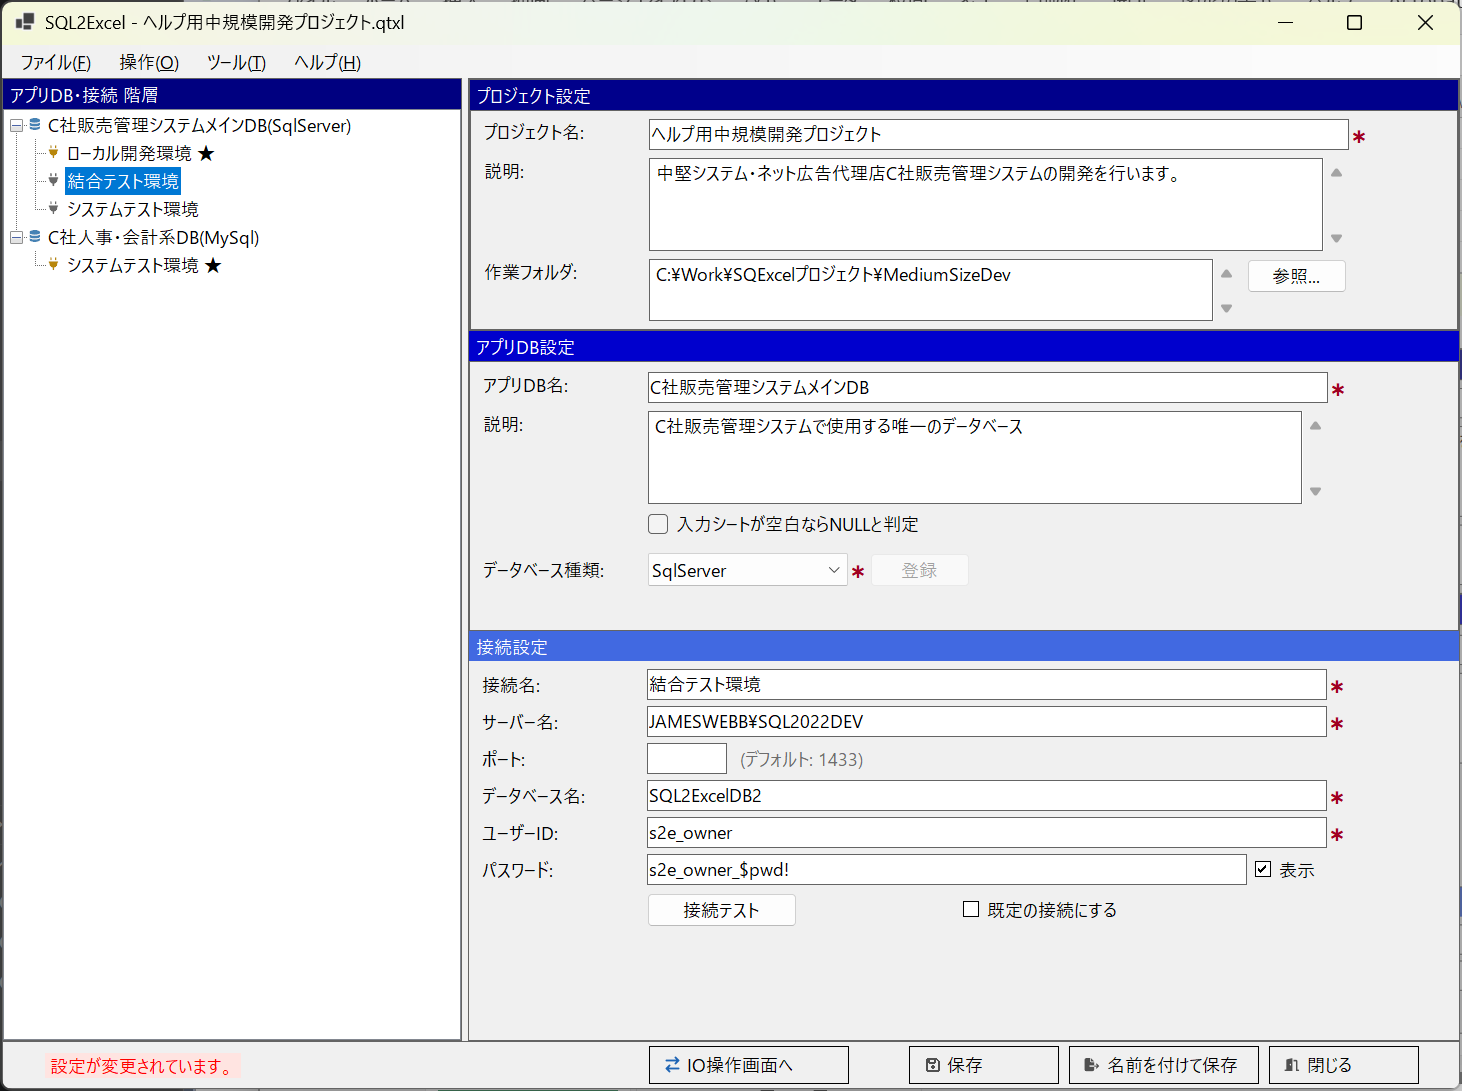 SQL2Excel - ヘルプ用中規模開発プロジェクト.qtxl
ファイル(F) 操作(O) ツール(T) ヘルプ(H)
アプリDB・接続 階層
C社販売管理システムメインDB(SqlServer)
ローカル開発環境 ★
結合テスト環境
システムテスト環境
C社人事・会計系DB(MySql)
システムテスト環境 ★
プロジェクト設定
プロジェクト名: ヘルプ用中規模開発プロジェクト *
説明: 中堅システム・ネット広告代理店C社販売管理システムの開発を行います。
作業フォルダ: C:¥Work¥SQExcelプロジェクト¥MediumSizeDev 参照...
アプリDB設定
アプリDB名: C社販売管理システムメインDB *
説明: C社販売管理システムで使用する唯一のデータベース
入力シートが空白ならNULLと判定
データベース種類: SqlServer * 登録
接続設定
接続名: 結合テスト環境 *
サーバー名: JAMESWEBB¥SQL2022DEV *
ポート: (デフォルト: 1433)
データベース名: SQL2ExcelDB2 *
ユーザーID: s2e_owner *
パスワード: s2e_owner_$pwd! 表示
接続テスト 既定の接続にする
設定が変更されています。 IO操作画面へ 保存 名前を付けて保存 閉じる